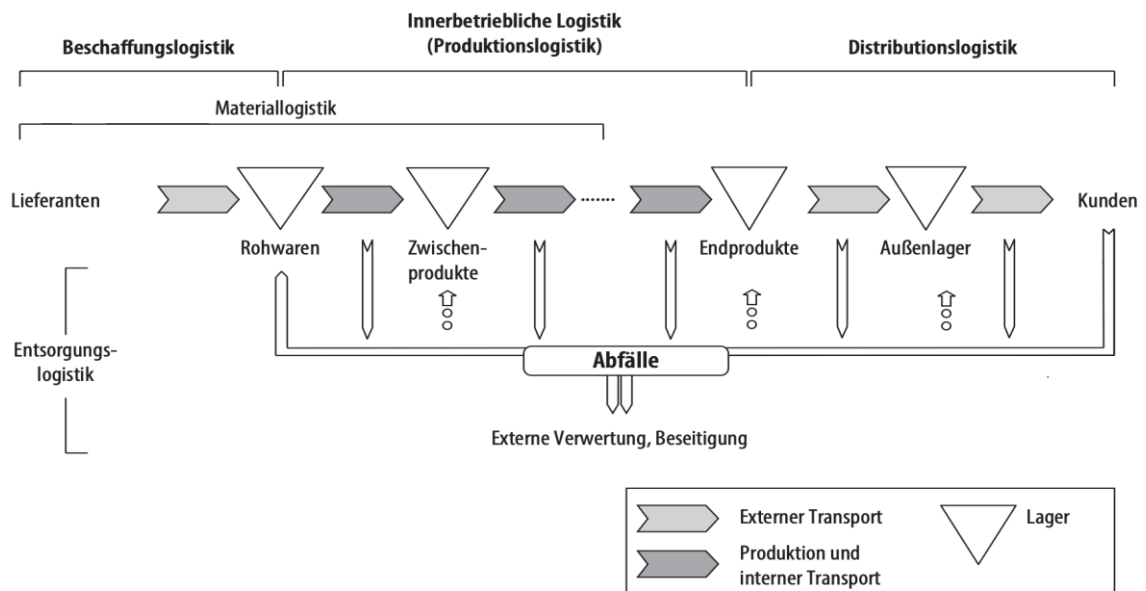 Innerbetriebliche Logistik
Beschaffungslogistik
(Produktionslogistik)
Distributionslogistik
Materiallogistik
Lieferanten
Kunden
Rohwaren
Zwischen-
produkte
Endprodukte
Außenlager
Entsorgungs-
logistik
Abfälle
Externe Verwertung, Beseitigung
Externer Transport
Lager
Produktion und
interner Transport